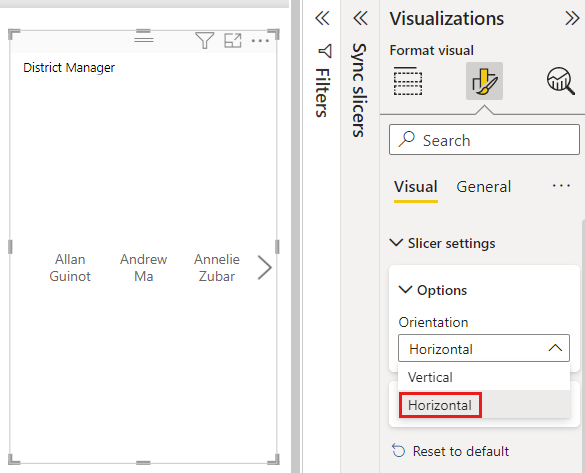 District Manager
Allan
Guinot
Andrew
Ma
Annelie
Zubar
Filters
Sync slicers
Visualizations
Format visual
Search
Visual
General
Slicer settings
Options
Orientation
Horizontal
Vertical
Horizontal
Reset to default